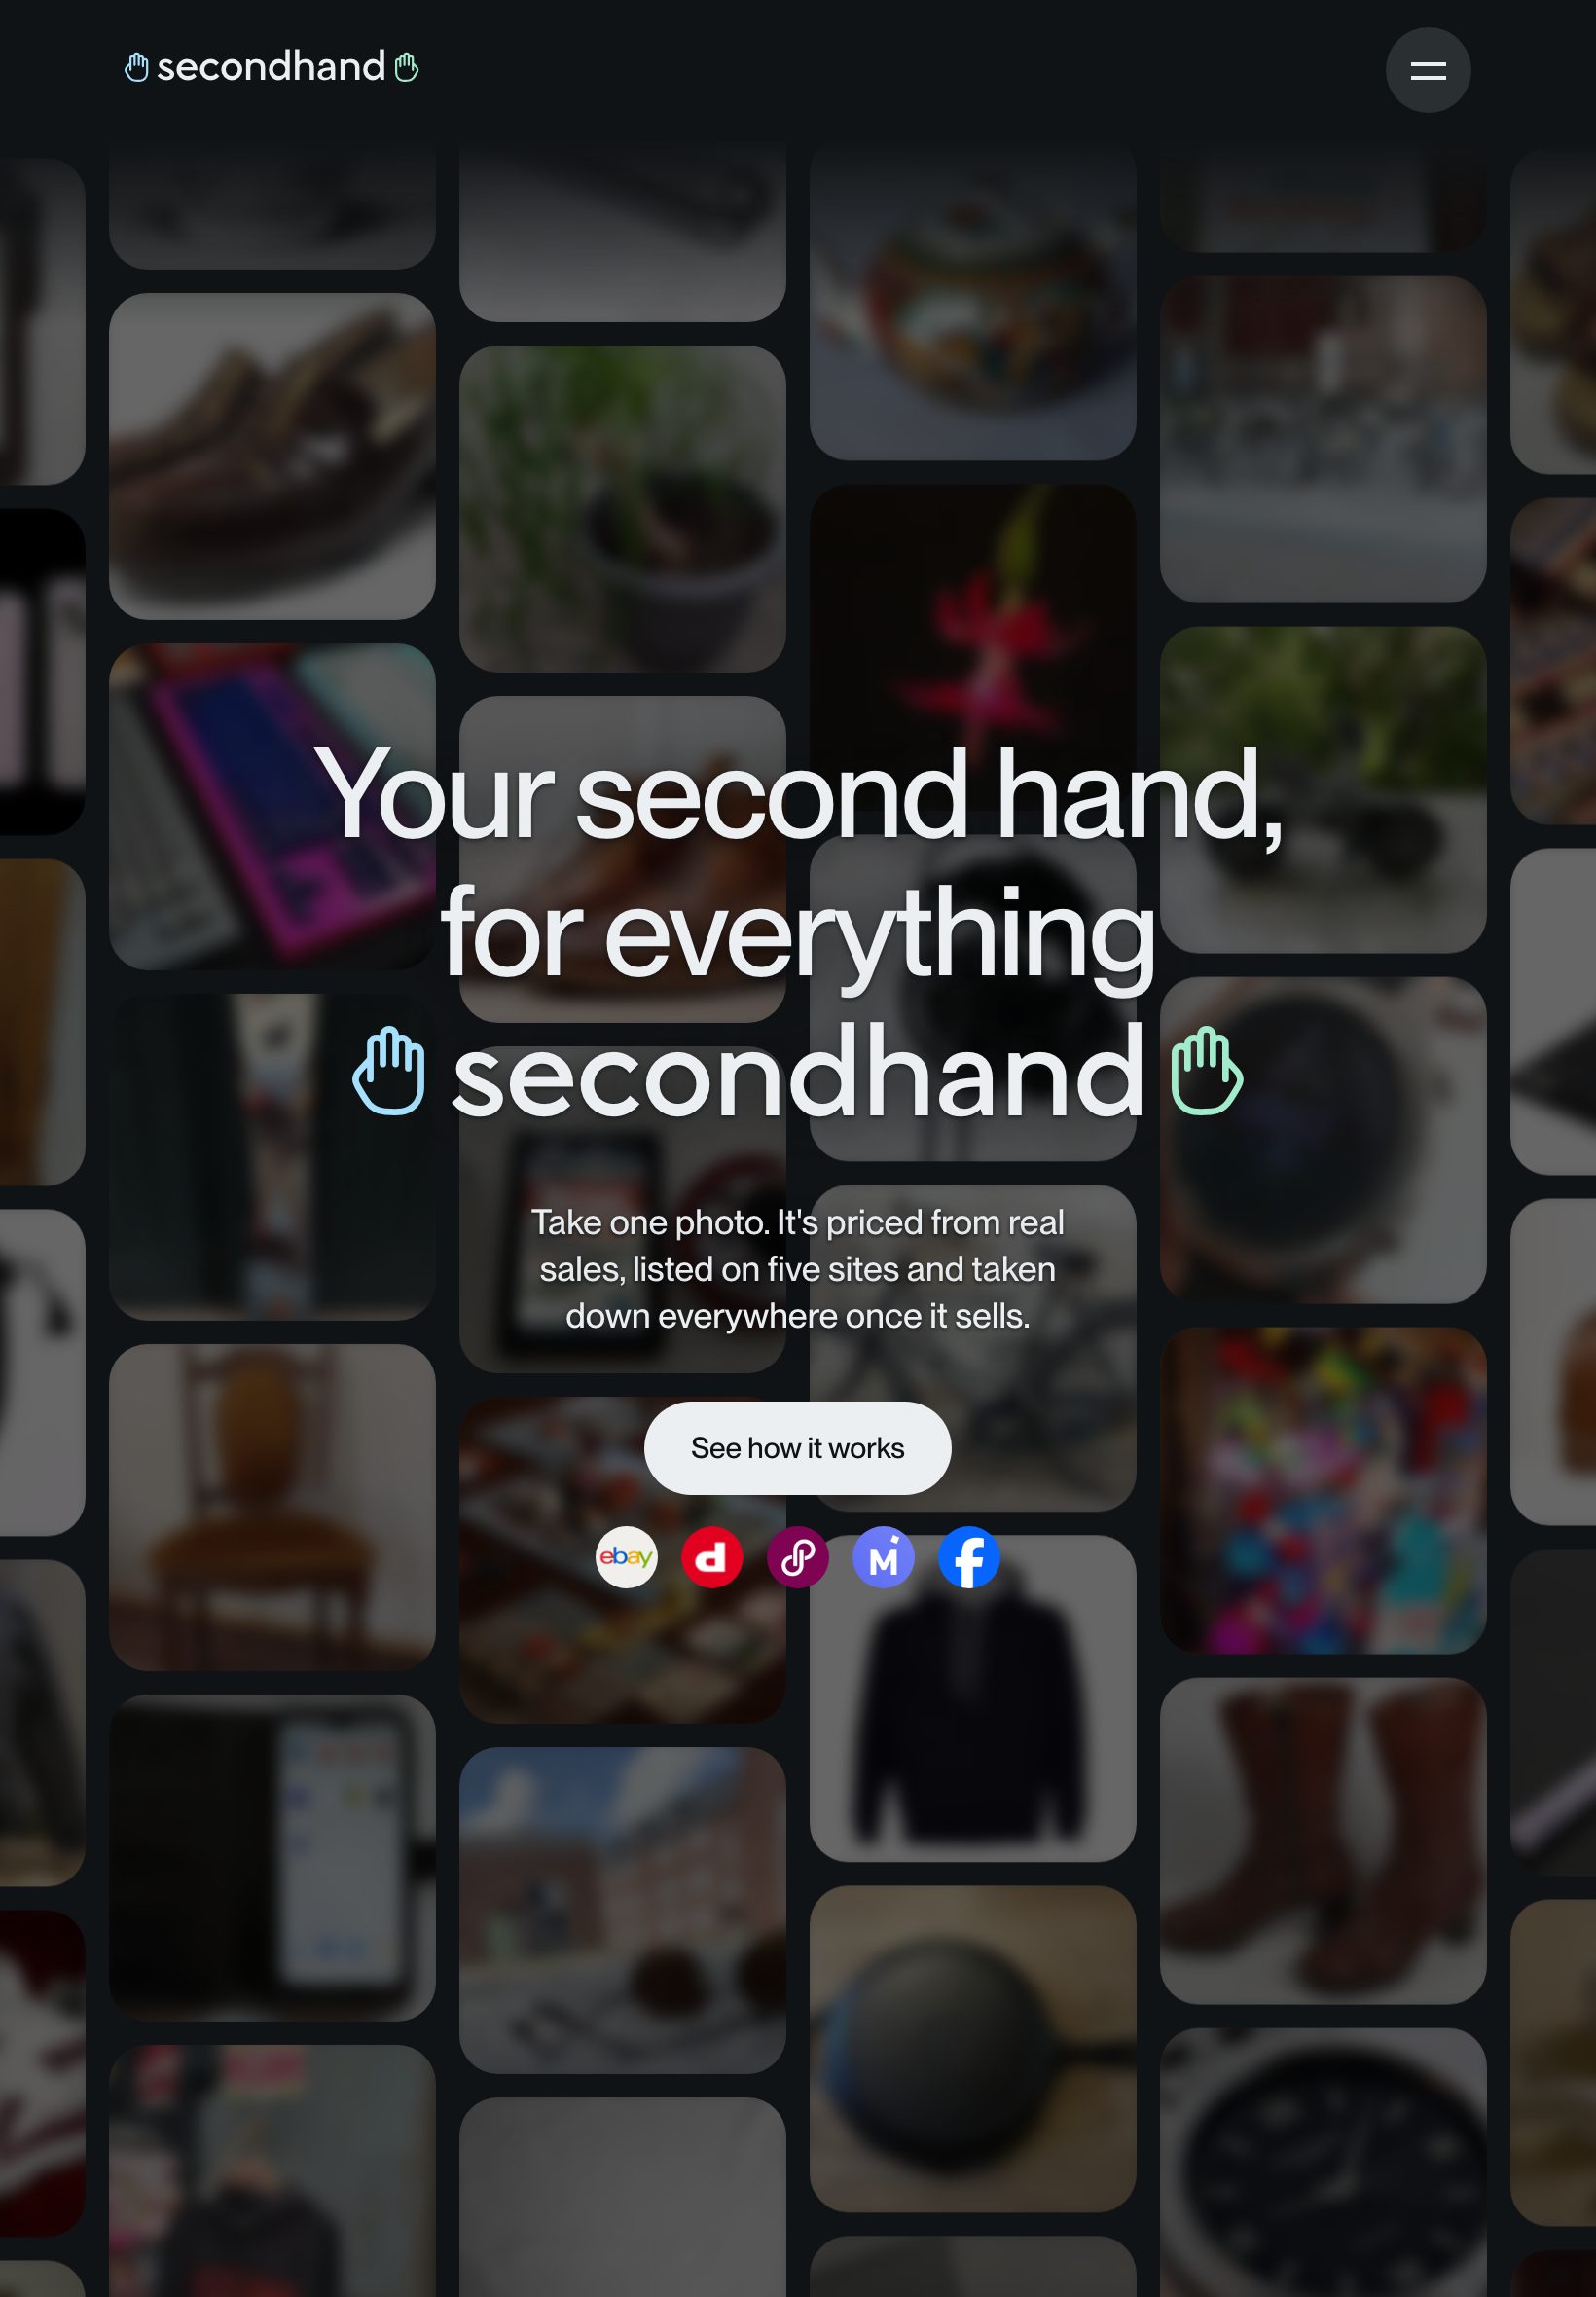 secondhand
Your second hand,
for everything
secondhand
Take one photo. It's priced from real
sales, listed on five sites and taken
down everywhere once it sells.
See how it works
ebay